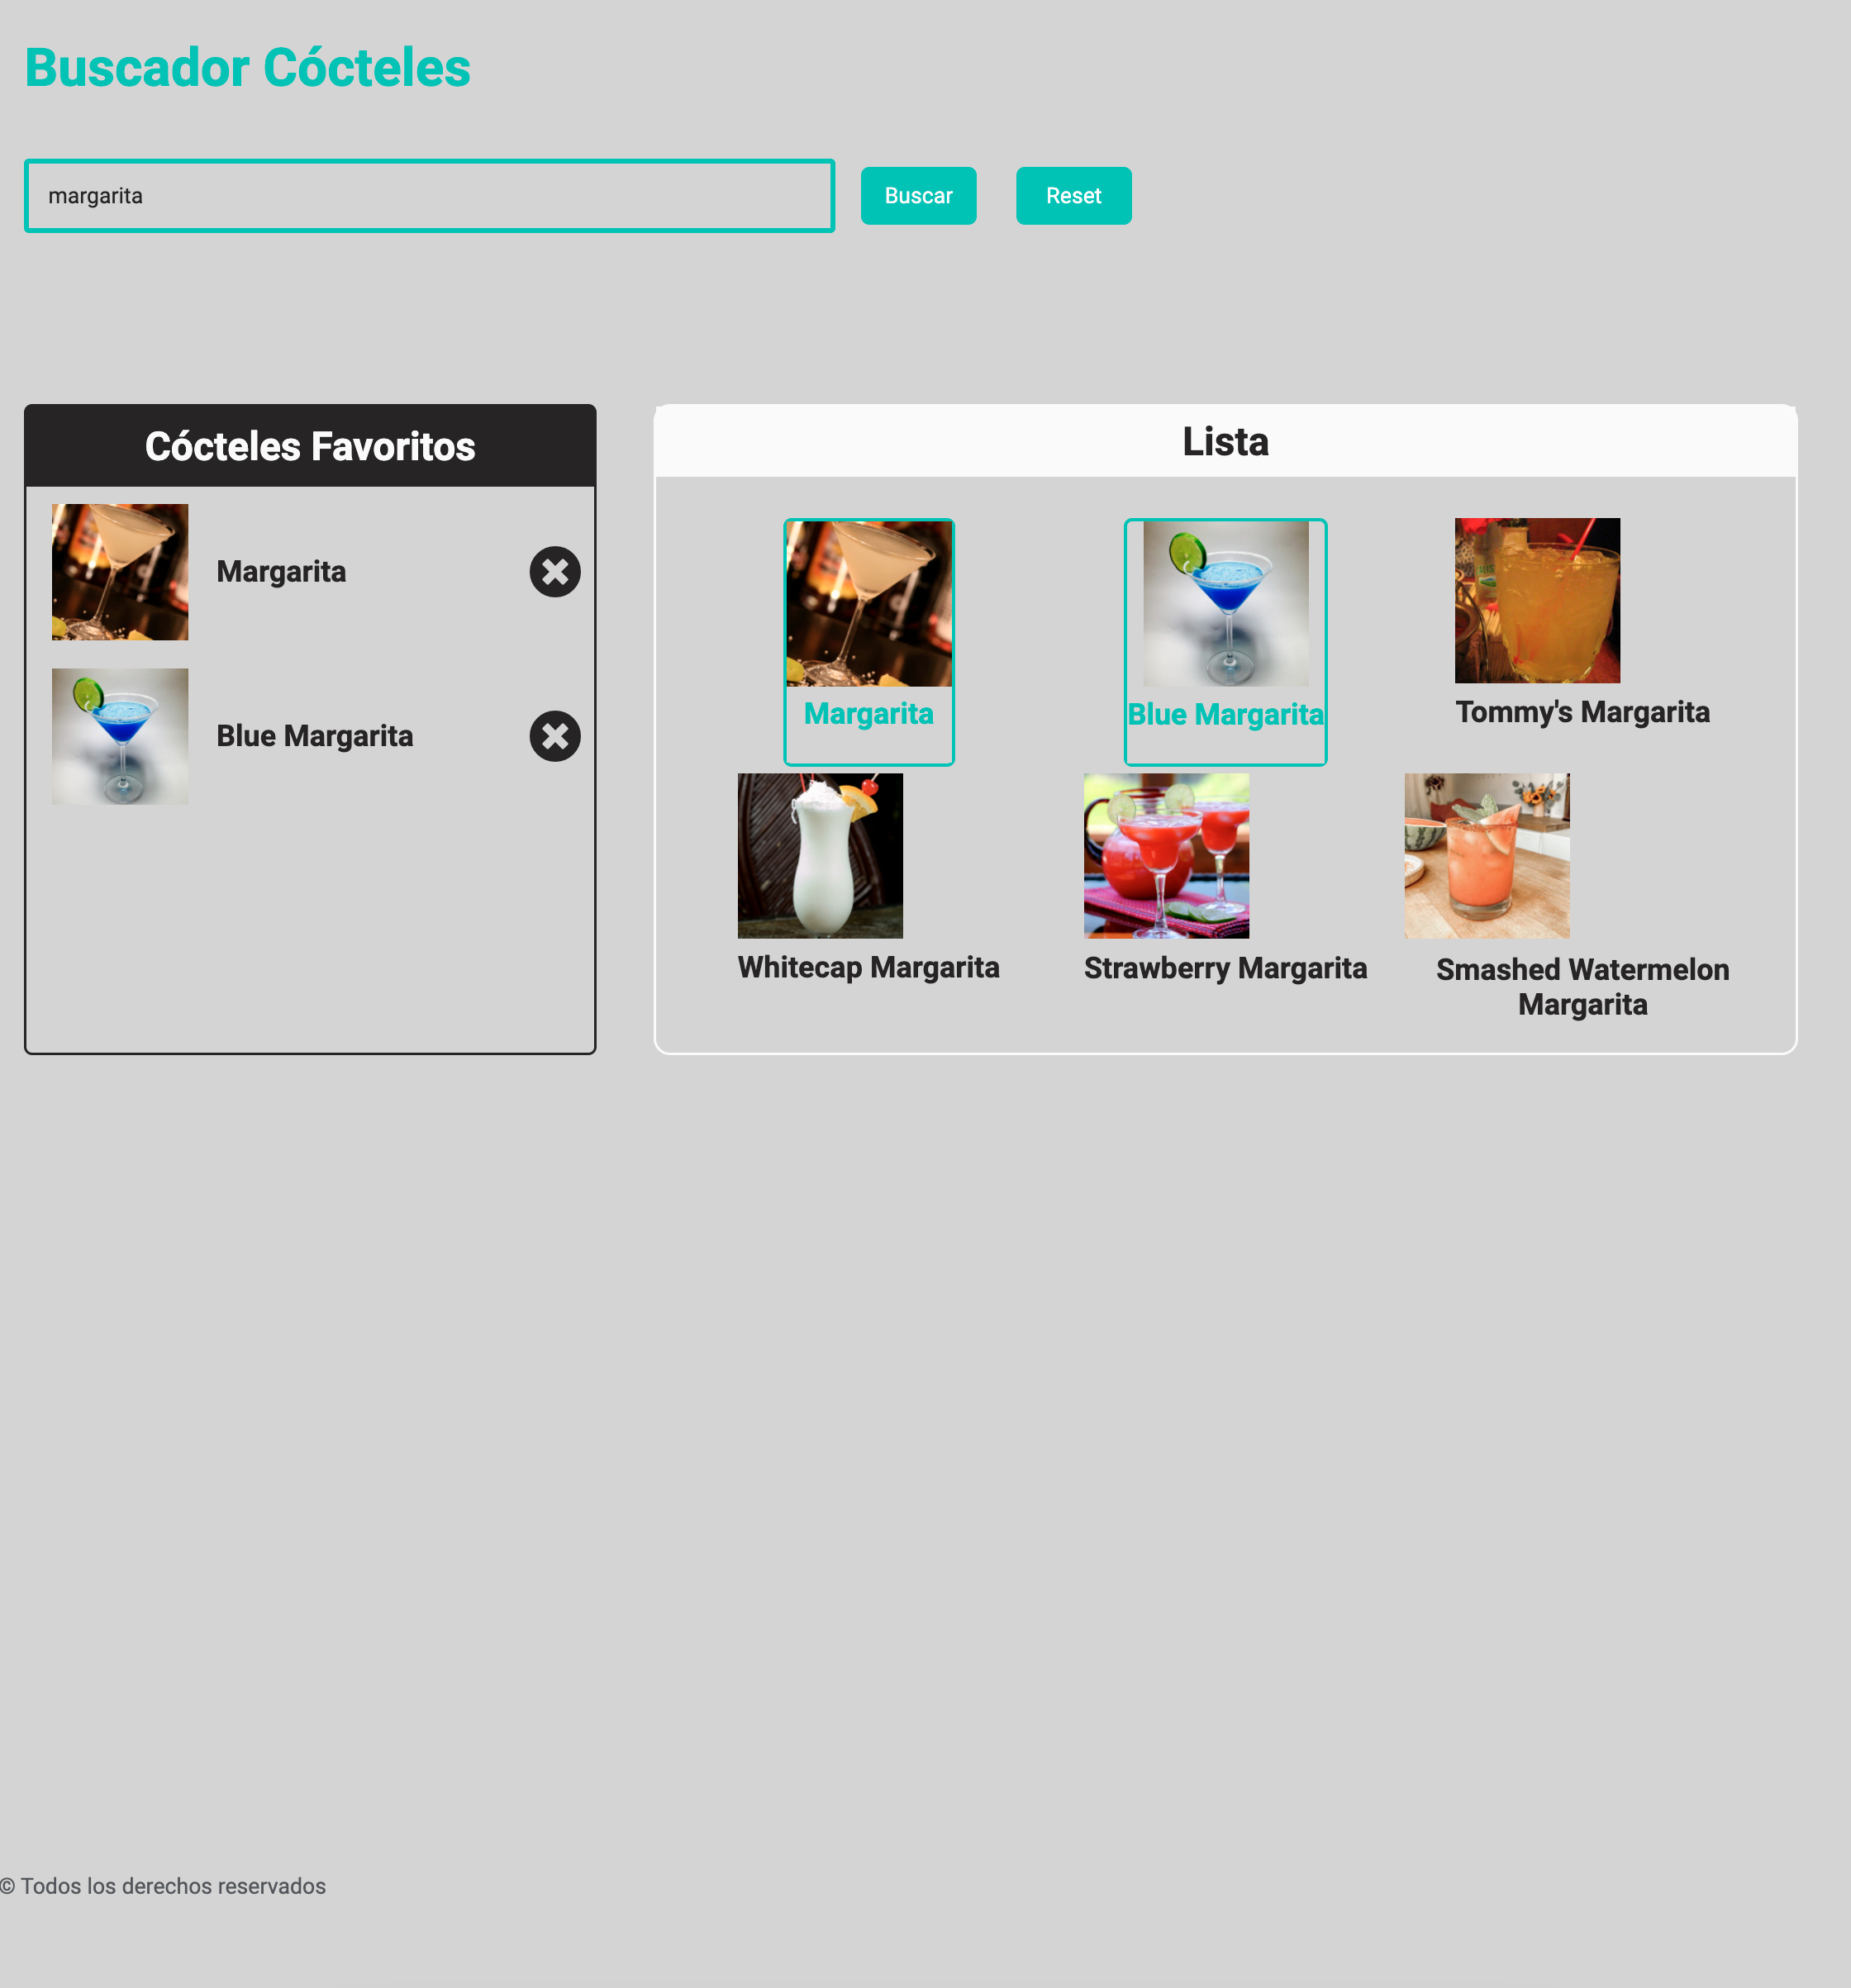 Buscador Cócteles
margarita
Buscar
Reset
Cócteles Favoritos
Margarita
Blue Margarita
Lista
Margarita
Blue Margarita
Tommy's Margarita
Whitecap Margarita
Strawberry Margarita
Smashed Watermelon
Margarita
© Todos los derechos reservados